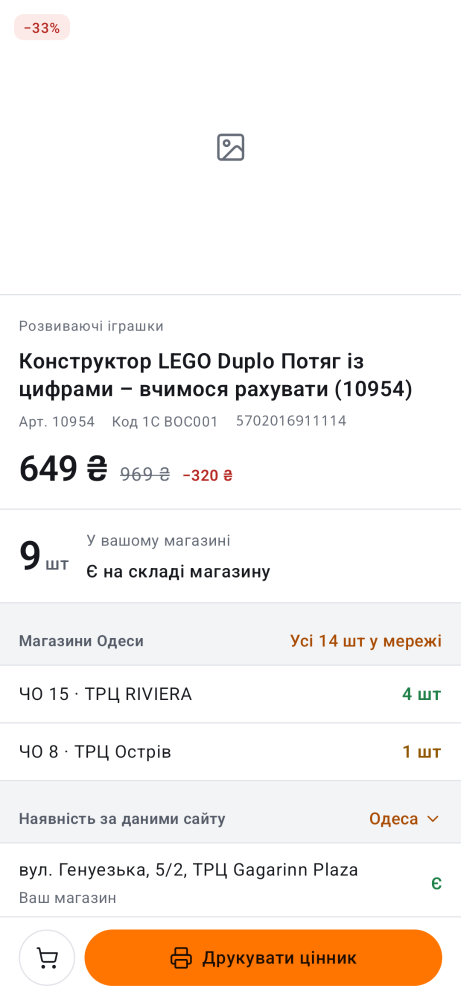 −33%
Розвиваючі іграшки
Конструктор LEGO Duplo Потяг із
цифрами – вчимося рахувати (10954)
Арт. 10954 Код 1С BOC001 5702016911114
649 ₴ 969 ₴ −320 ₴
9 шт
У вашому магазині
Є на складі магазину
Магазини Одеси Усі 14 шт у мережі
ЧО 15 · ТРЦ RIVIERA 4 шт
ЧО 8 · ТРЦ Острів 1 шт
Наявність за даними сайту Одеса
вул. Генуезька, 5/2, ТРЦ Gagarinn Plaza Є
Ваш магазин
Друкувати цінник